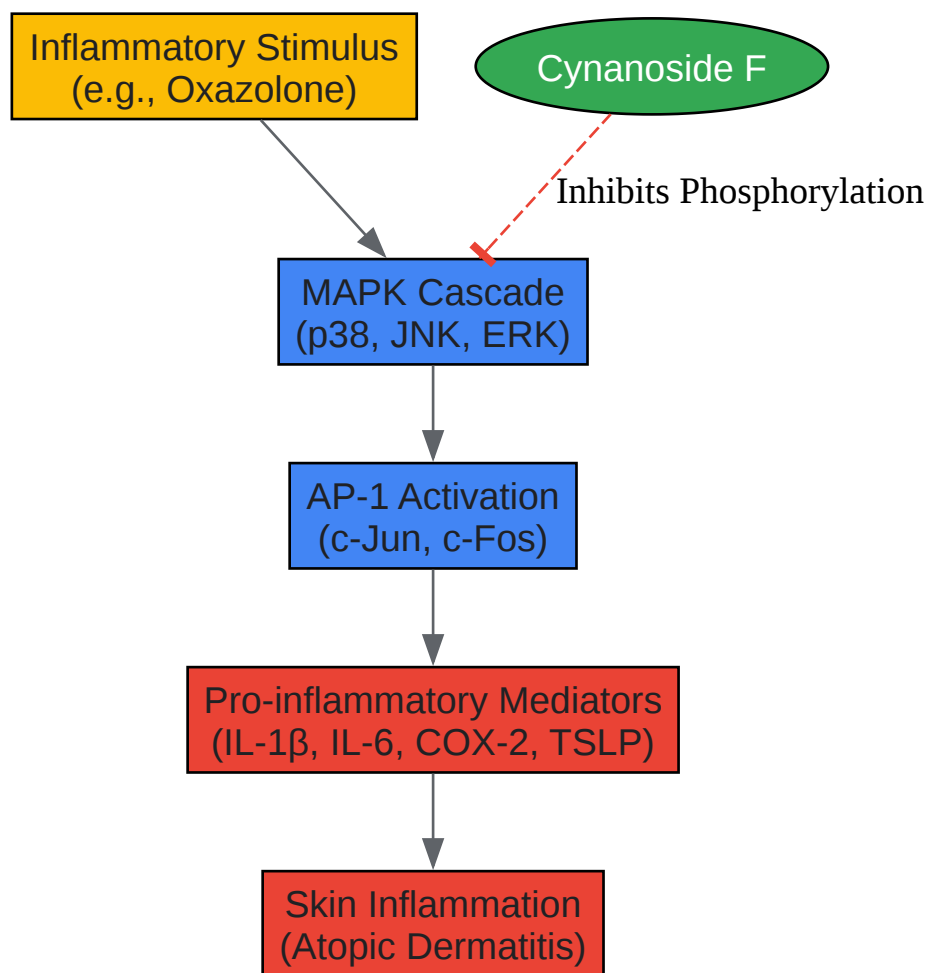 Inflammatory Stimulus
(e.g., Oxazolone)
Cynanoside F
Inhibits Phosphorylation
MAPK Cascade
(p38, JNK, ERK)
AP-1 Activation
(c-Jun, c-Fos)
Pro-inflammatory Mediators
(IL-1β, IL-6, COX-2, TSLP)
Skin Inflammation
(Atopic Dermatitis)